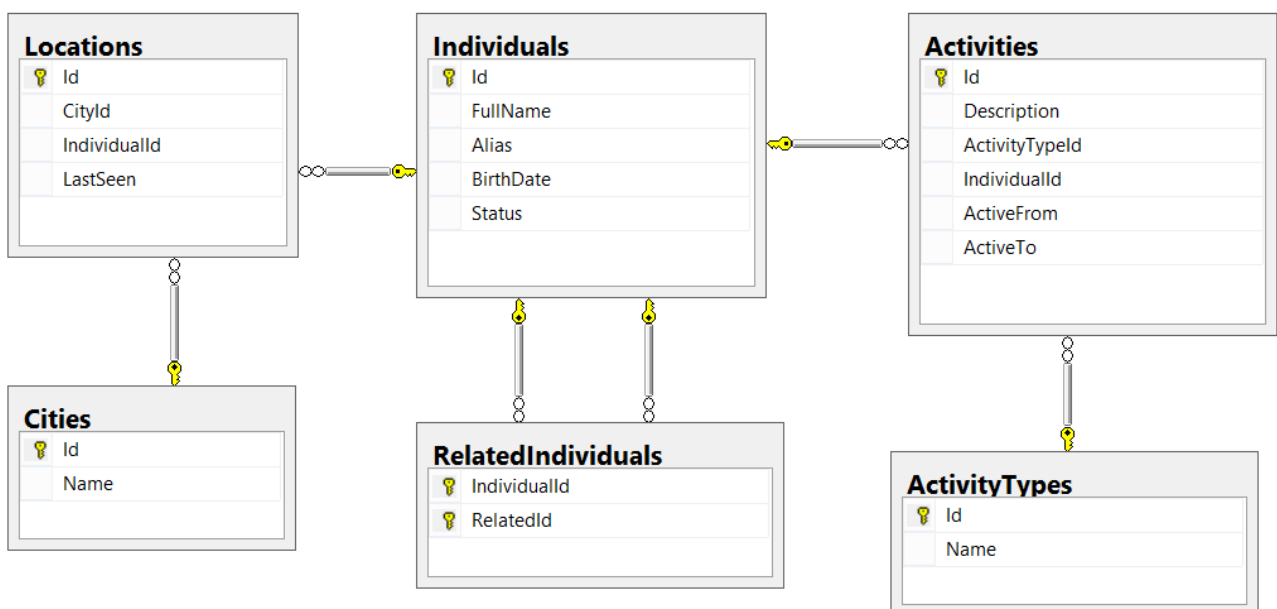 Locations
Id
CityId
IndividualId
LastSeen
Individuals
Id
FullName
Alias
BirthDate
Status
Activities
Id
Description
ActivityTypeId
IndividualId
ActiveFrom
ActiveTo
Cities
Id
Name
RelatedIndividuals
IndividualId
RelatedId
ActivityTypes
Id
Name